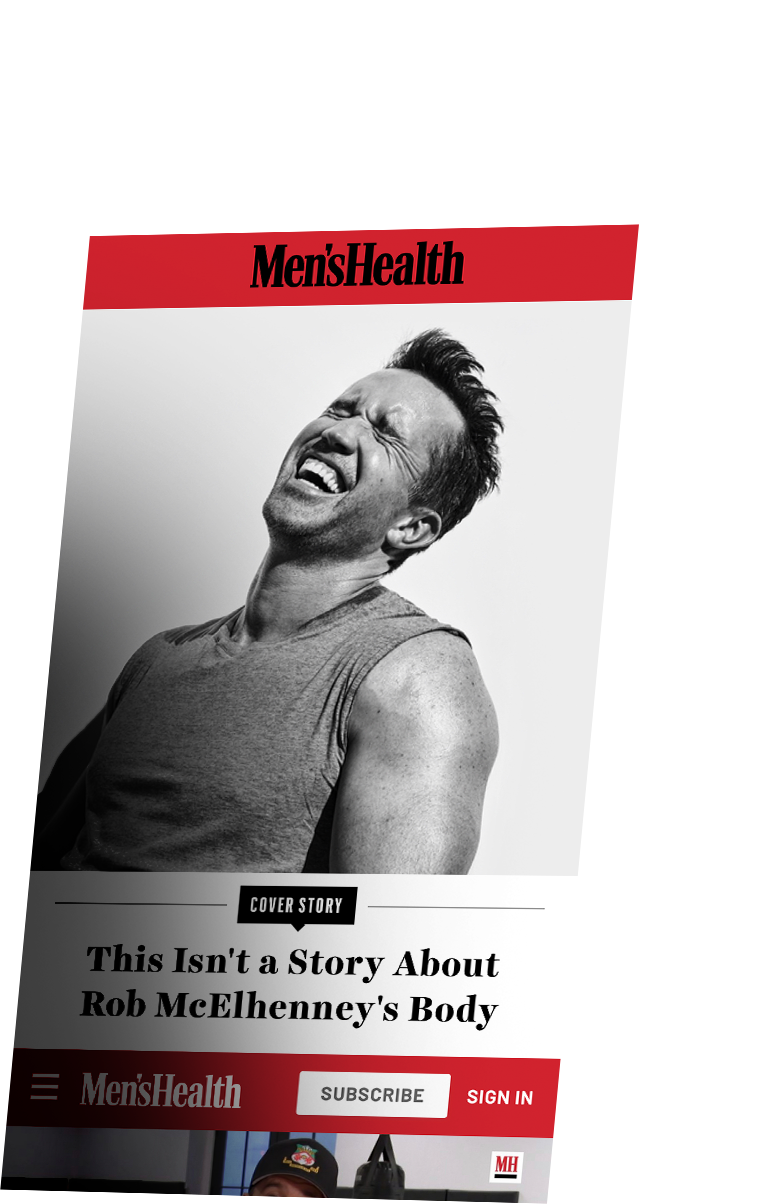 Men'sHealth
COVER STORY
This Isn't a Story About
Rob McElhenney's Body
Men'sHealth
SUBSCRIBE
SIGN IN
MH